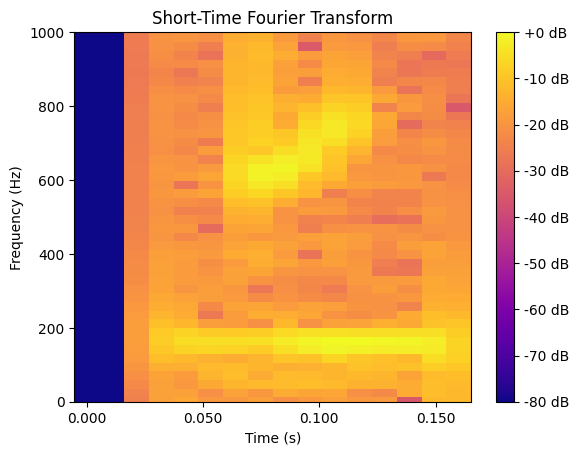 Short-Time Fourier Transform
Frequency (Hz)
1000
800
600
400
200
0
0.000
0.050
0.100
0.150
Time (s)
+0 dB
-10 dB
-20 dB
-30 dB
-40 dB
-50 dB
-60 dB
-70 dB
-80 dB